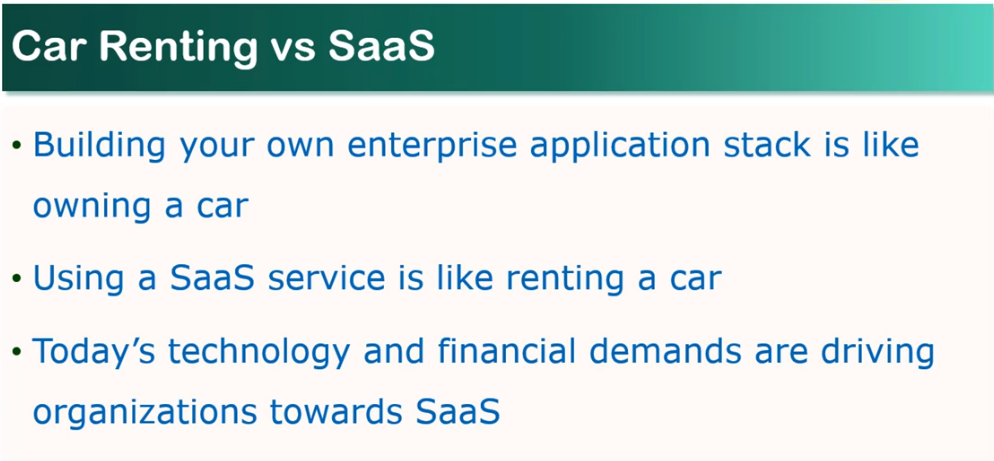 Car Renting vs SaaS
• Building your own enterprise application stack is like
owning a car
• Using a SaaS service is like renting a car
• Today’s technology and financial demands are driving
organizations towards SaaS